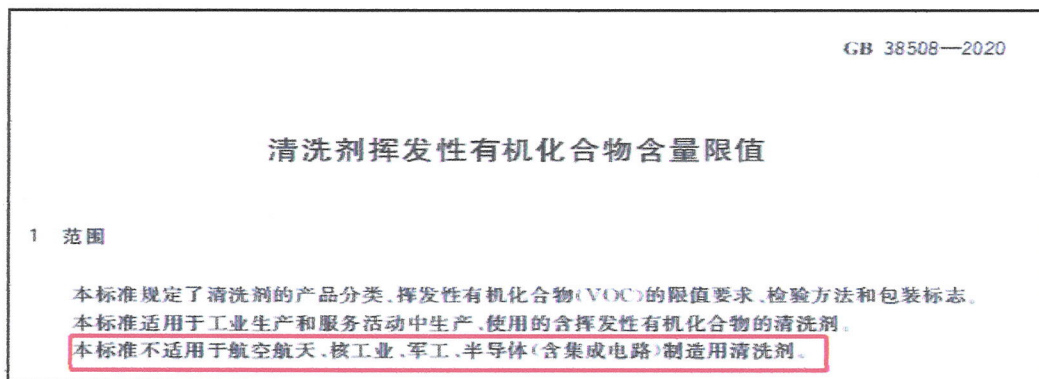 GB 38508—2020
清洗剂挥发性有机化合物含量限值
1 范围
本标准规定了清洗剂的产品分类、挥发性有机化合物(VOC)的限值要求、检验方法和包装标志。
本标准适用于工业生产和服务活动中生产、使用的含挥发性有机化合物的清洗剂。
本标准不适用于航空航天、核工业、军工、半导体(含集成电路)制造用清洗剂。